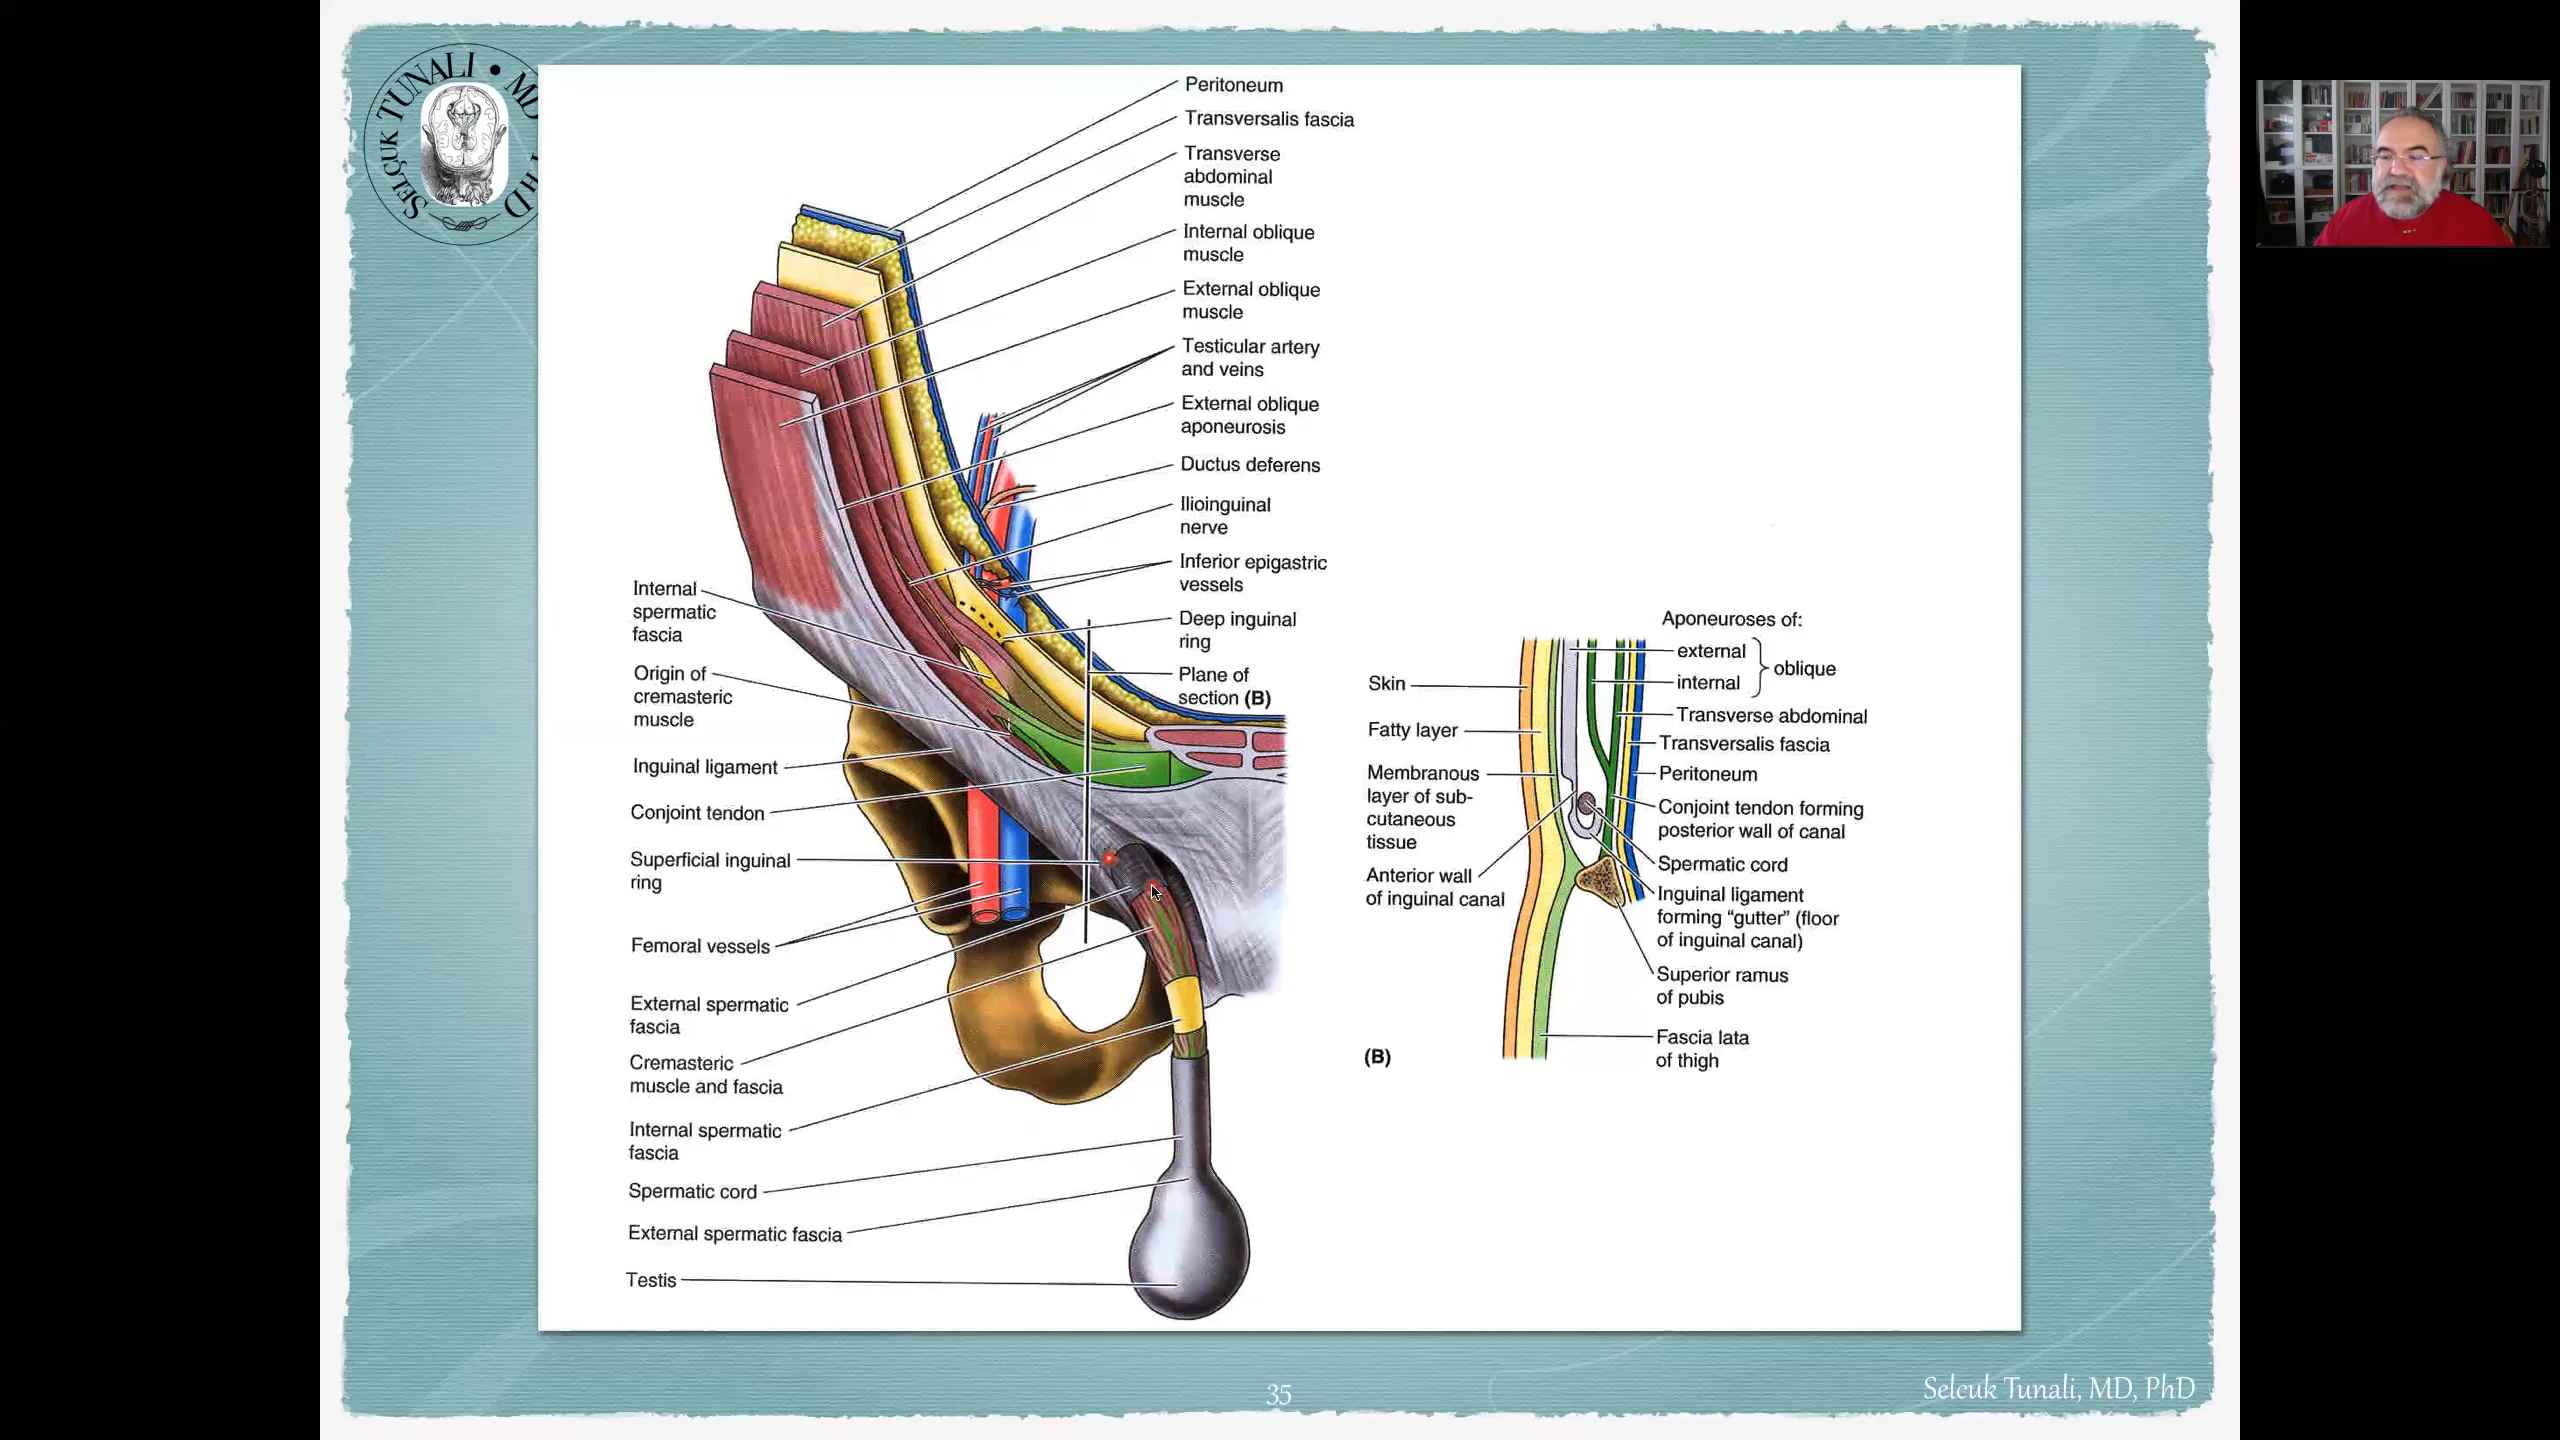 SELÇUK TUNALI • MD
PHD
Peritoneum
Transversalis fascia
Transverse
abdominal
muscle
Internal oblique
muscle
External oblique
muscle
Testicular artery
and veins
External oblique
aponeurosis
Ductus deferens
Ilioinguinal
nerve
Inferior epigastric
vessels
Deep inguinal
ring
Plane of
section (B)
Internal
spermatic
fascia
Origin of
cremasteric
muscle
Inguinal ligament
Conjoint tendon
Superficial inguinal
ring
Femoral vessels
External spermatic
fascia
Cremasteric
muscle and fascia
Internal spermatic
fascia
Spermatic cord
External spermatic fascia
Testis
Aponeuroses of:
external
internal
oblique
Transverse abdominal
Transversalis fascia
Peritoneum
Conjoint tendon forming
posterior wall of canal
Spermatic cord
Inguinal ligament
forming “gutter” (floor
of inguinal canal)
Superior ramus
of pubis
Fascia lata
of thigh
Skin
Fatty layer
Membranous
layer of sub-
cutaneous
tissue
Anterior wall
of inguinal canal
(B)
35
Selcuk Tunali, MD, PhD